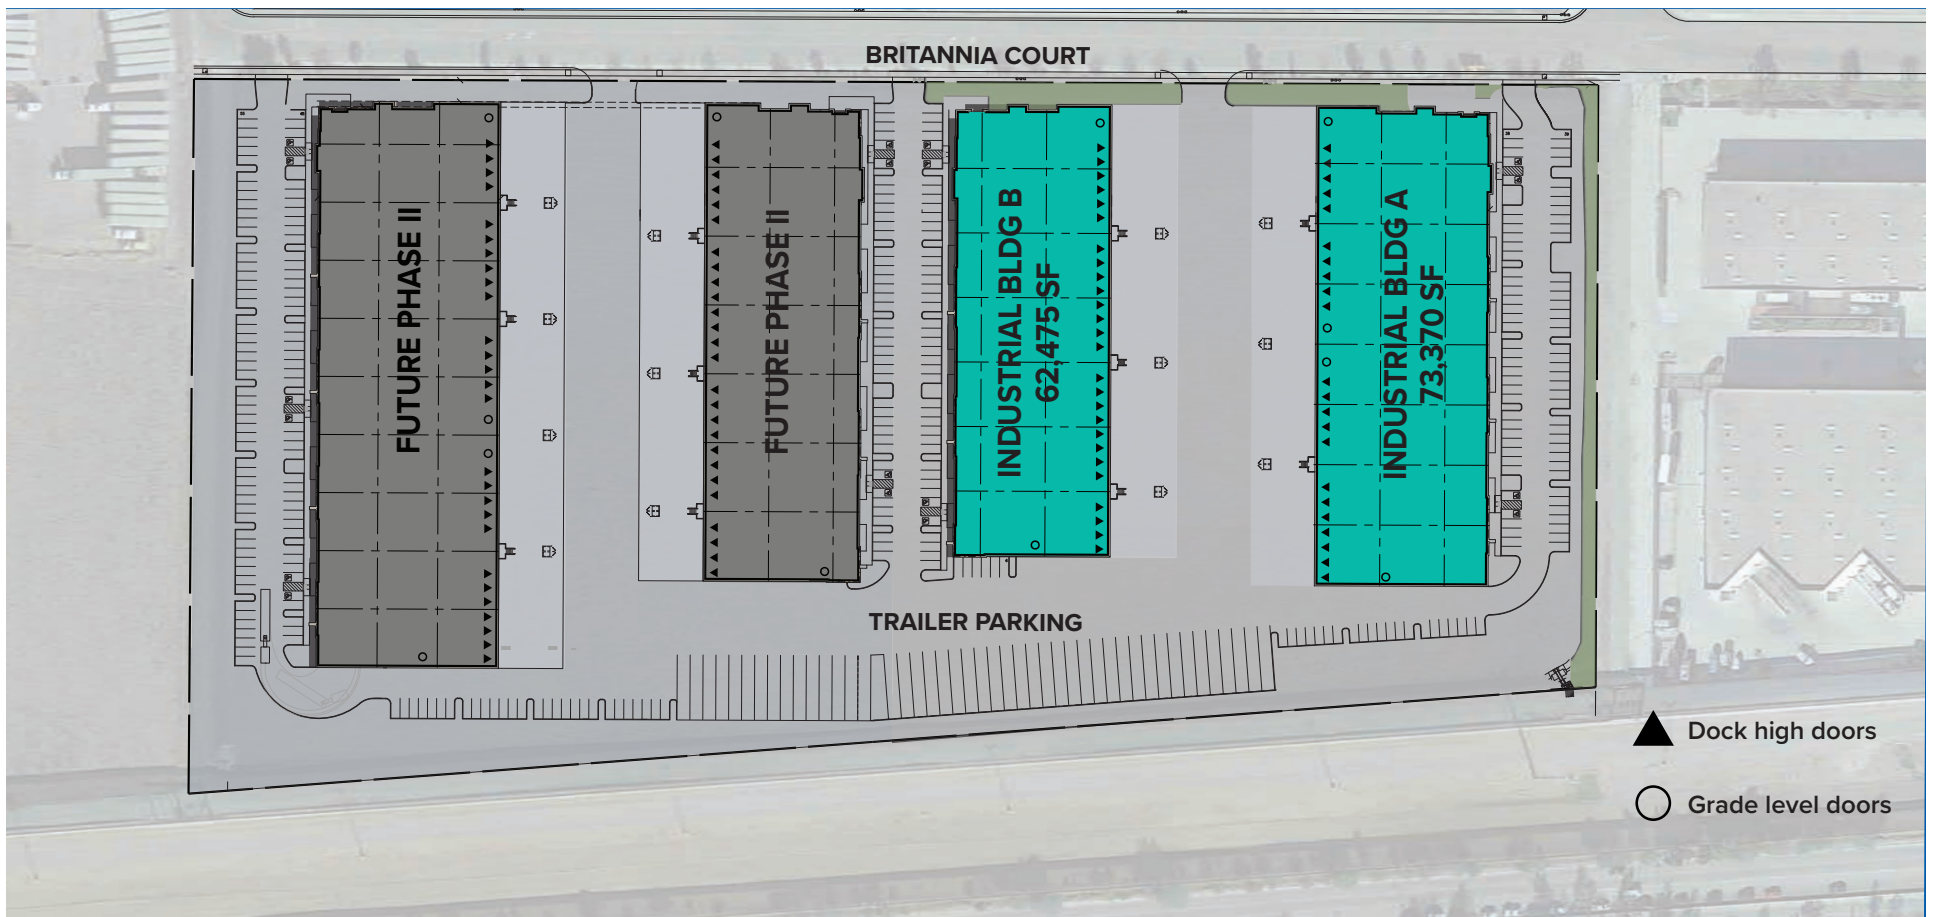 BRITANNIA COURT
FUTURE PHASE II
FUTURE PHASE II
INDUSTRIAL BLDG B
62,475 SF
INDUSTRIAL BLDG A
73,370 SF
TRAILER PARKING
Dock high doors
Grade level doors